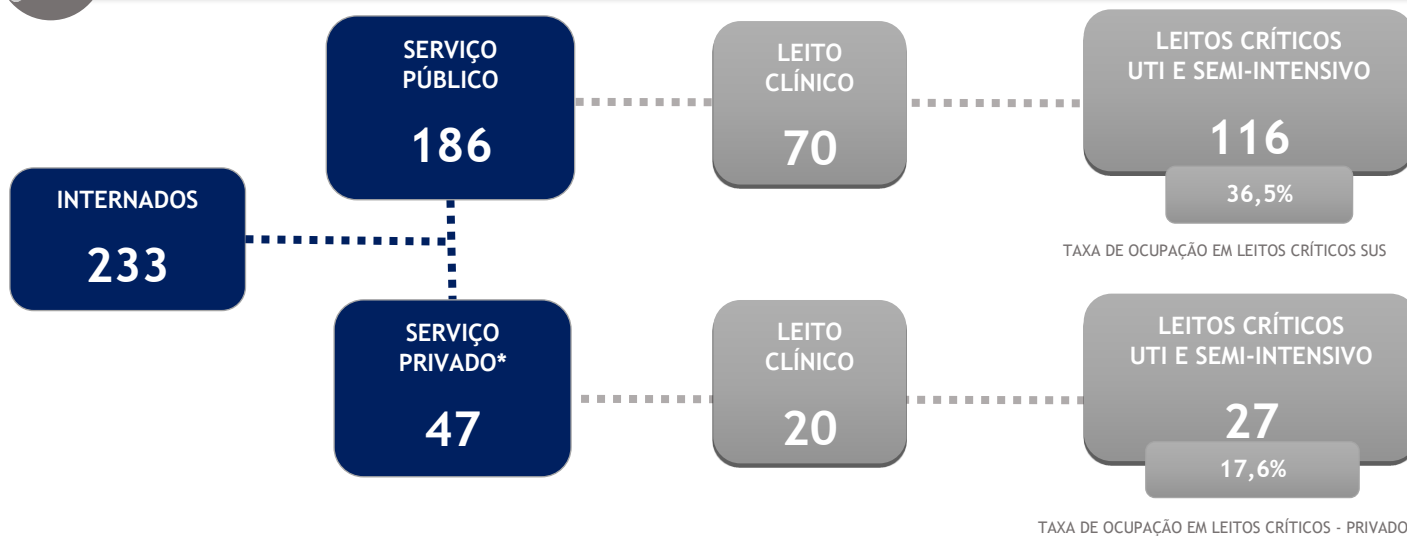 INTERNADOS
233
SERVIÇO
PÚBLICO
186
LEITO
CLÍNICO
70
LEITOS CRÍTICOS
UTI E SEMI-INTENSIVO
116
36,5%
TAXA DE OCUPAÇÃO EM LEITOS CRÍTICOS SUS
SERVIÇO
PRIVADO*
47
LEITO
CLÍNICO
20
LEITOS CRÍTICOS
UTI E SEMI-INTENSIVO
27
17,6%
TAXA DE OCUPAÇÃO EM LEITOS CRÍTICOS - PRIVADO